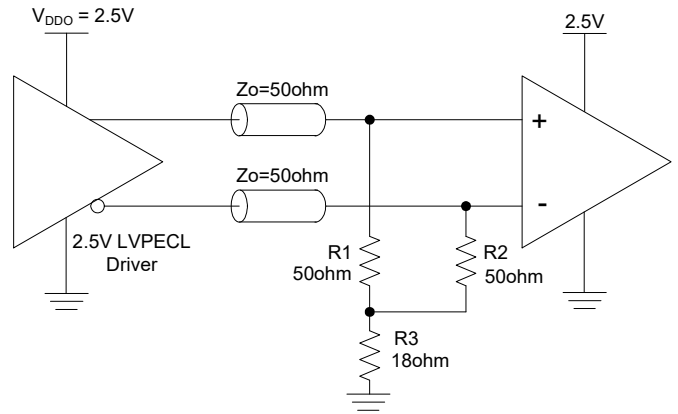 V_DDO = 2.5V
2.5V
Zo=50ohm
+
Zo=50ohm
-
2.5V LVPECL
Driver
R1
50ohm
R2
50ohm
R3
18ohm